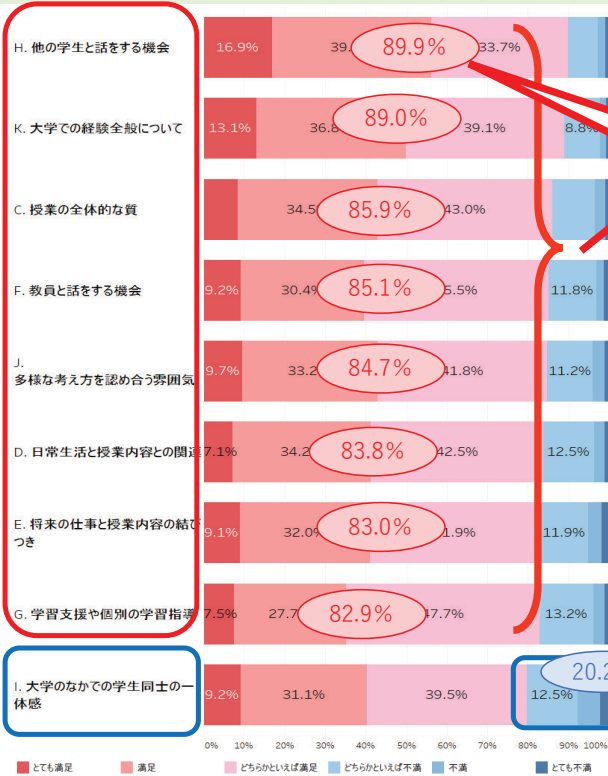 H. 他の学生と話をする機会
16.9%
89.9%
33.7%
K. 大学での経験全般について
13.1%
36.8
89.0%
39.1%
8.8%
C. 授業の全体的な質
34.5
85.9%
43.0%
F. 教員と話をする機会
9.2%
30.4%
85.1%
5.5%
11.8%
J.
多様な考え方を認め合う雰囲気
9.7%
33.2
84.7%
41.8%
11.2%
D. 日常生活と授業内容との関連
7.1%
34.2
83.8%
42.5%
12.5%
E. 将来の仕事と授業内容の結び
つき
9.1%
32.0%
83.0%
1.9%
11.9%
G. 学習支援や個別の学習指導
7.5%
27.7
82.9%
47.7%
13.2%
I. 大学のなかでの学生同士の一
体感
9.2%
31.1%
39.5%
12.5%
20.2
0% 10% 20% 30% 40% 50% 60% 70% 80% 90% 100%
とても満足 満足 どちらかといえば満足 どちらかといえば不満 不満 とても不満